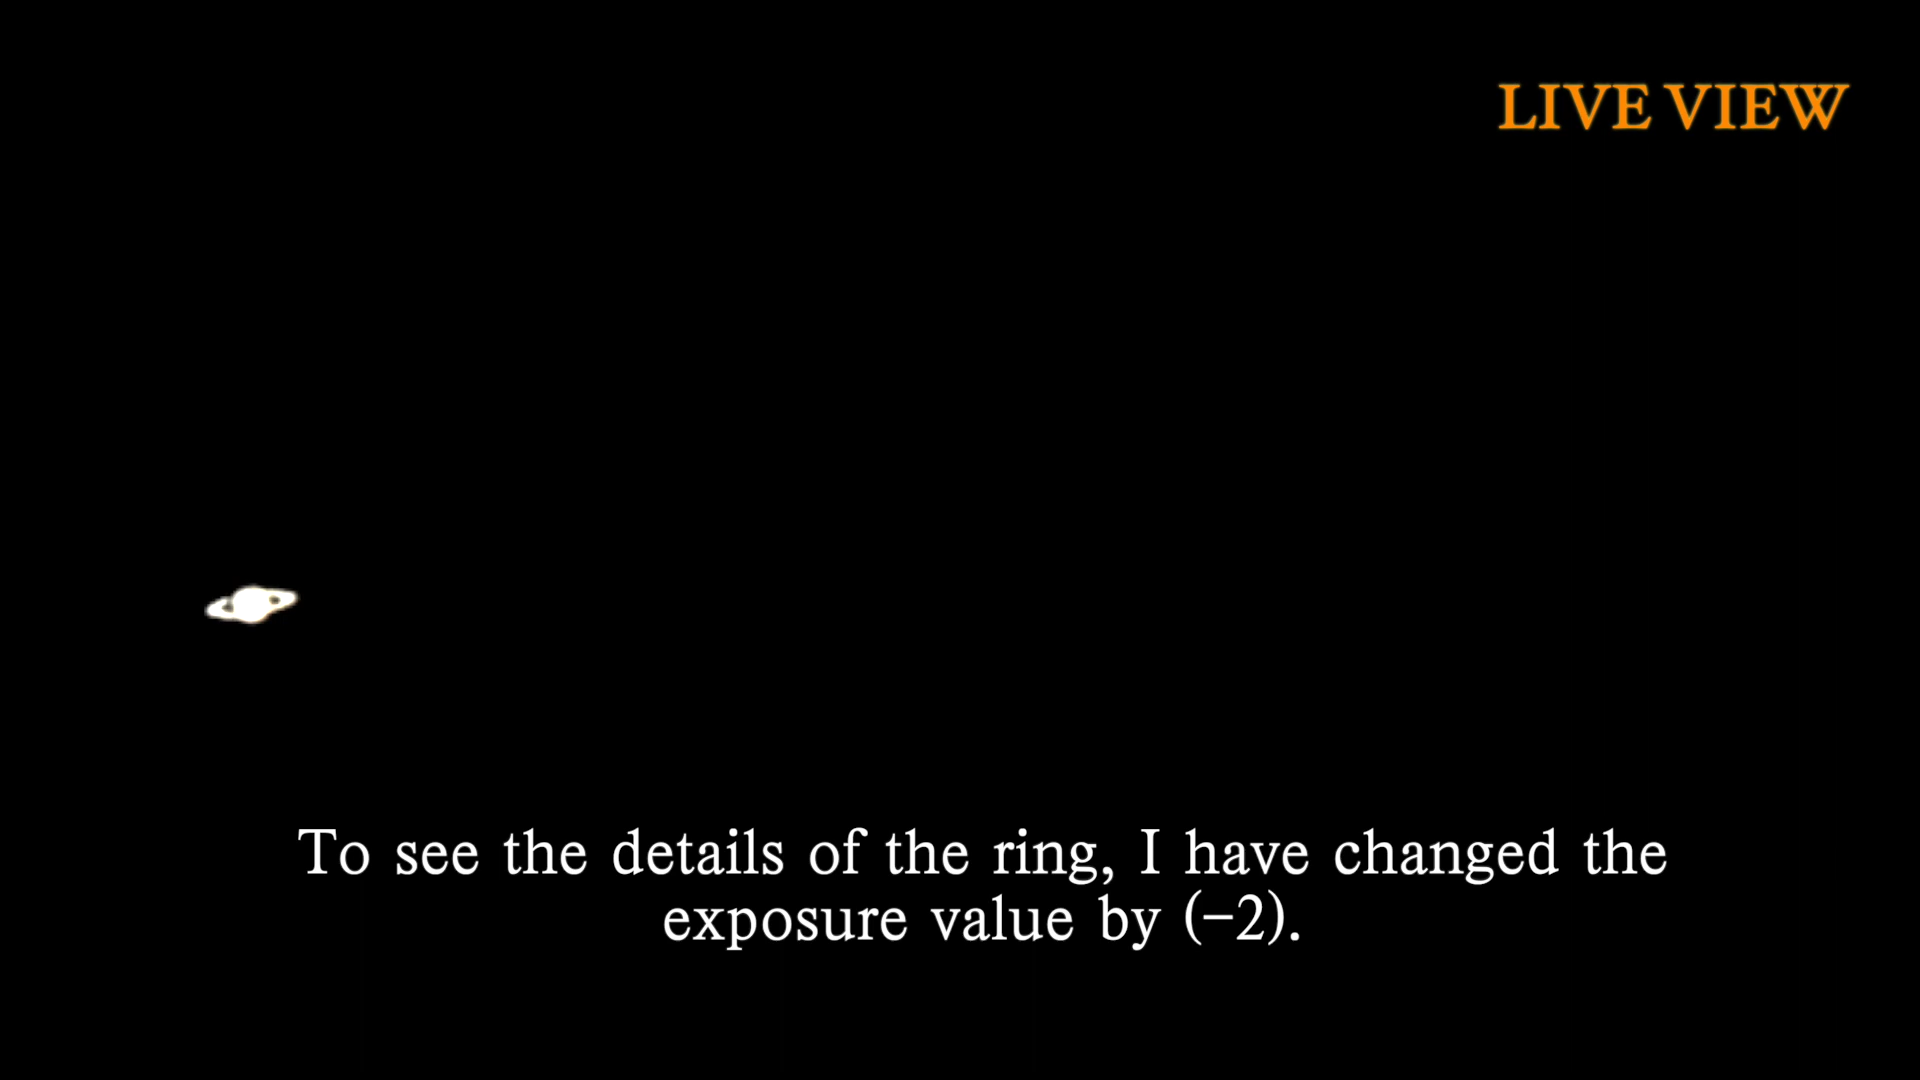 LIVE VIEW
To see the details of the ring, I have changed the
exposure value by (−2).